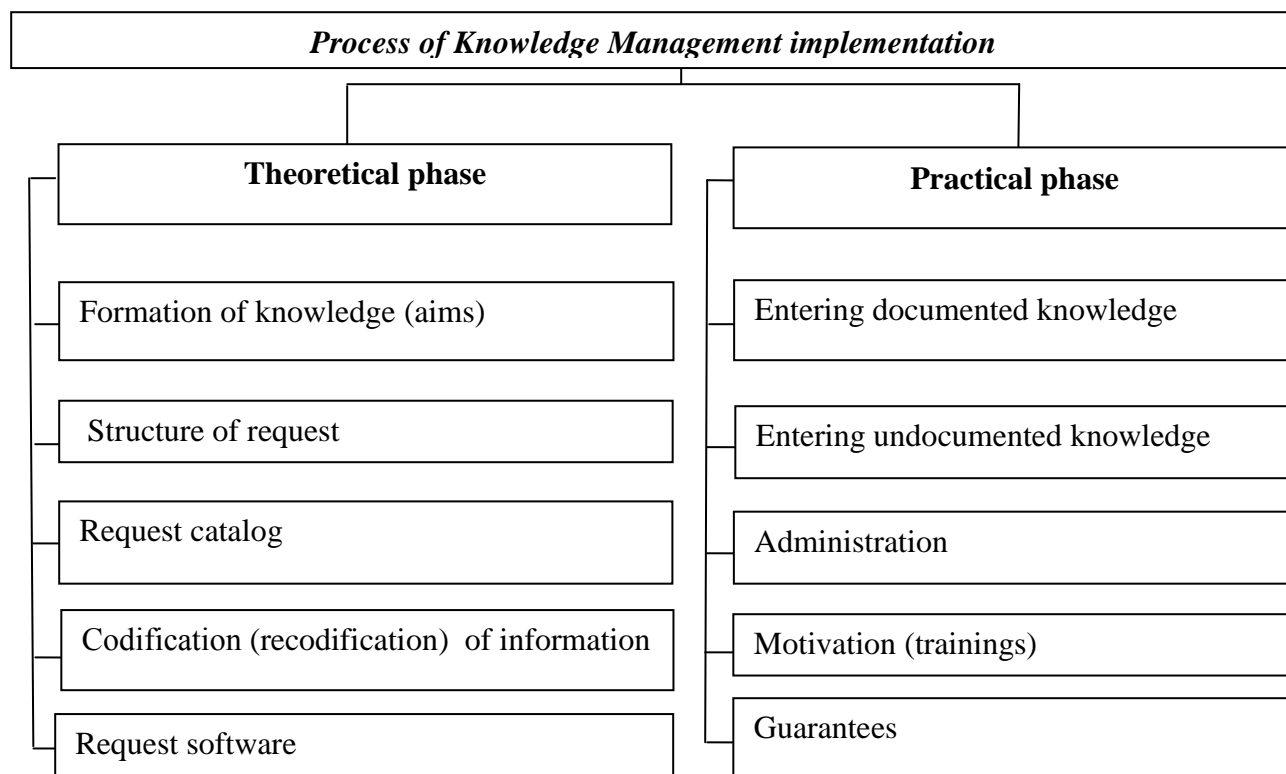 Process of Knowledge Management implementation
Theoretical phase
Formation of knowledge (aims)
Structure of request
Request catalog
Codification (recodification) of information
Request software
Practical phase
Entering documented knowledge
Entering undocumented knowledge
Administration
Motivation (trainings)
Guarantees